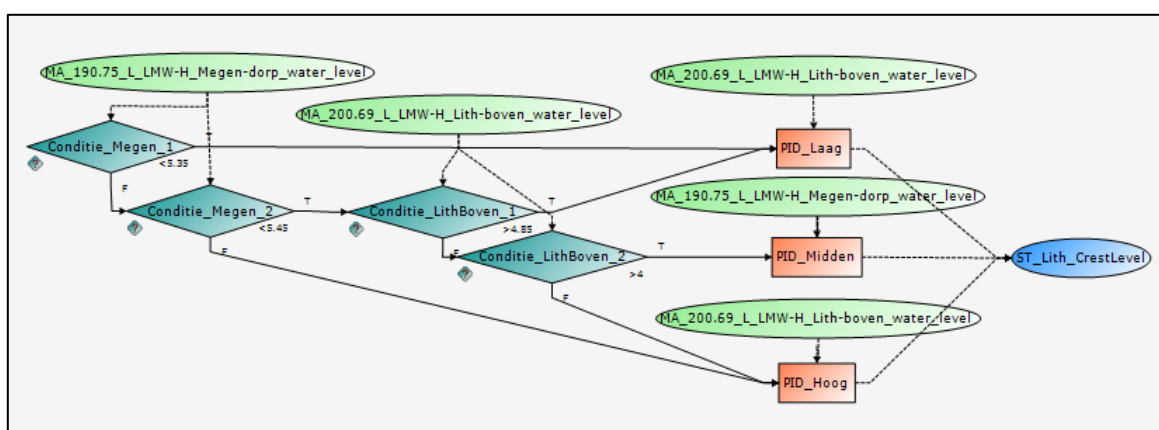 MA_190.75_L_LMW-H_Megen-dorp_water_level
MA_200.69_L_LMW-H_Lith-boven_water_level
MA_200.69_L_LMW-H_Lith-boven_water_level
Conditie_Megen_1
<5.35
T
PID_Laag
F
Conditie_Megen_2
<5.45
T
Conditie_LithBoven_1
>4.85
T
MA_190.75_L_LMW-H_Megen-dorp_water_level
F
F
Conditie_LithBoven_2
>4
T
PID_Midden
ST_Lith_CrestLevel
F
MA_200.69_L_LMW-H_Lith-boven_water_level
PID_Hoog